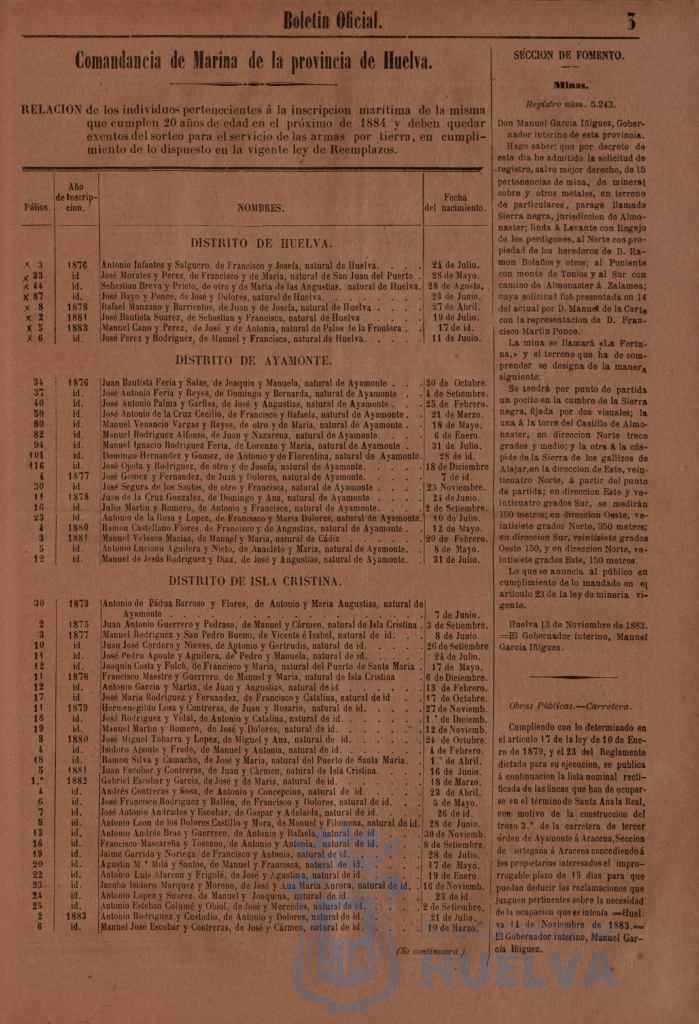 Boletin Oficial.
3
Comandancia de Marina de la provincia de Huelva.
RELACION de los individuos pertenecientes á la inscripcion marítima de la misma
que cumplen 20 años de edad en el próximo de 1884 y deben quedar
exentos del sorteo para el servicio de las armas por tierra, en cumpli-
miento de lo dispuesto en la vigente ley de Reemplazos.
Fólios. Año de Inscrip- cion. NOMBRES. Fecha del nacimiento.
DISTRITO DE HUELVA.
3 1876 Antonio Infantes y Salguero, de Francisco y Josefa, natural de Huelva. 24 de Julio.
33 id José Morales y Perez, de Francisco y de Maria, natural de San Juan del Puerto . 28 de Mayo.
44 id. Sebastian Breva y Prieto, de otro y de Maria de las Angustias, natural de Huelva. 28 de Agosto.
87 id. José Bayo y Ponce, de José y Dolores, natural de Huelva. 23 de Junio.
8 1878 Rafael Manzano y Barrientos, de Juan y de Josefa, natural de Huelva . 27 de Abril.
2 1881 José Bautista Suarez, de Sebastian y Francisca, natural de Huelva 19 de Julio.
5 1883 Manuel Cano y Perez, de José y de Antonia, natural de Palos de la Frontera . 17 de id.
6 id. José Perez y Rodriguez, de Manuel y Francisca, natural de Huelva. 11 de Junio.
DISTRITO DE AYAMONTE.
34 1876 Juan Bautista Feria y Salas, de Joaquin y Manuela, natural de Ayamonte . 30 de Octubre.
37 id. José Antonio Feria y Reyes, de Domingo y Bernarda, natural de Ayamonte. 4 de Setiembre.
40 id. José Antonio Palma y Garfias, de José y Angustias, natural de Ayamonte. 25 de Febrero.
50 id. José Antonio de la Cruz Cecilio, de Francisco y Rafaela, natural de Ayamonte. 21 de Marzo.
80 id. Manuel Venancio Vargas y Reyes, de otro y de Maria, natural de Ayamonte. 18 de Mayo.
82 id. Manuel Rodriguez Alfonso, de Juan y Nazarena, natural de Ayamonte. 6 de Enero.
94 id. Manuel Ignacio Rodriguez Feria, de Lorenzo y Maria, natural de Ayamonte. 31 de Julio.
101 id. Domingo Hernandez y Gomez, de Antonio y de Florentina, natural de Ayamonte. 28 de id.
116 id. José Ojeda y Rodriguez, de otro y de Josefa, natural de Ayamonte. 18 de Diciembre
4 1877 José Gomez y Fernandez, de Juan y Dolores, natural de Ayamonte. 7 de id.
30 id José Segura de los Santos, de otro y Francisca, natural de Ayamonte . 23 Noviembre.
11 1878 Juan de la Cruz Gonzalez, de Domingo y Ana, natural de Ayamonte . 24 de Junio.
16 id. Julio Martin y Romero, de Antonio y Francisca, natural de Ayamonte. 2 de Setiembre.
23 id. Antonio de la Rosa y Lopez, de Francisco y Maria Dolores, natural de Ayamonte. 10 de Julio.
4 1880 Ramon Castellano Flores, de Francisco y de Angustias, natural de Ayamonte . 12 de Mayo.
3 1881 Manuel Velasco Macias, de Manuel y Maria, natural de Cádiz . 20 de Febrero.
5 id. Antonio Luciano Aguilera y Nieto, de Anacleto y Maria, natural de Ayamonte. 8 de Mayo.
12 id. Manuel de Jesús Rodriguez y Diaz, de José y Angustias, natural de Ayamonte. 31 de Julio.
DISTRITO DE ISLA CRISTINA.
30 1873 Antonio de Pádua Barroso y Flores, de Antonio y Maria Angustias, natural de
Ayamonte . 7 de Junio.
2 1875 Juan Antonio Guerrero y Pedraso, de Manuel y Cármen, natural de Isla Cristina . 3 de Setiembre.
3 1877 Manuel Rodriguez y San Pedro Bueno, de Vicente é Isabel, natural de id. 8 de Junio.
10 id. Juan José Cordero y Nieves, de Antonio y Gertrudis, natural de id. 26 de Setiembre
11 id. José Pedro Apoute y Aguilera, de Pedro y Manuela, natural de id. 24 de Julio.
12 id. Joaquin Costa y Folch, de Francisco y Maria, natural del Puerto de Santa Maria . 17 de Mayo.
11 1878 Francisco Maestre y Guerrero, de Manuel y Maria, natural de Isla Cristina . 6 de Diciembre.
12 id. Antonio Garcia y Martin, de Juan y Angustias, natural de id 13 de Febrero.
17 id. José Maria Rodriguez y Fernandez, de Francisco y Catalina, natural de id . 17 de Octubre.
11 1879 Hermenegildo Losa y Contreras, de Juan y Rosario, natural de id. 27 de Noviemb.
18 id. José Rodriguez y Vidal, de Antonio y Catalina, natural de id. 1.º de Diciemb.
19 id. Manuel Martin y Romero, de José y Dolores, natural de id. 12 de Noviemb.
3 1880 José Miguel Tobarra y Lopez, de Miguel y Ana, natural de id. 24 de Octubre.
4 id. Isidoro Apoute y Frade, de Manuel y Antonia, natural de id. 4 de Febrero.
48 id. Ramon Silva y Camacho, de José y Maria, natural del Puerto de Santa Maria. 1.º de Abril.
5 1881 Juan Escobar y Contreras, de Juan y Cármen, natural de Isla Cristina. 16 de Junio.
1.º 1882 Gabriel Escobar y Garcia, de José y de Maria, natural de id. 18 de Marzo.
4 id. Andrés Contreras y Sosa, de Antonio y Concepcion, natural de id. 23 de Abril.
6 id. José Francisco Rodriguez y Ballén, de Francisco y Dolores, natural de id. 5 de Mayo
7 id. José Antonio Andrades y Escobar, de Gaspar y Adelaida, natural de id. 26 de id.
8 id. Antonio Leon de los Dolores Castillo y Mora, de Manuel y Filomena, natural de id. 28 de Junio.
13 id. Antonio Andrés Bras y Guerrero, de Antonio y Rafaela, natural de id 30 de Noviemb.
16 id. Francisco Mascareña y Toscano, de Antonio y Antonia, natural de id. 8 de Setiembre.
19 id. Jaime Garrido y Noriega, de Francisco y Antonia, natural de id. 28 de Julio.
20 id. Agustin M.ª Milá y Santos, de Manuel y Francisca, natural de id. 17 de Mayo.
22 id. Antonio Luis Alarcon y Frigole, de José y Agustina, natural de id. 19 de Enero
23 id. Jacobo Isidoro Marquez y Moreno, de José y Ana Maria Aurora, natural de id. 16 de Noviemb.
24 id. Antonio Lopez y Suarez, de Manuel y Joaquina, natural de id. 23 de id.
25 id. Antonio Esteban Columé y Obiol, de José y Mercedes, natural de id. 2 de Setiembre.
2 1883 Antonio Rodriguez y Custodio, de Antonio y Dolores, natural de id. 21 de Julio.
6 id. Manuel José Escobar y Contreras, de José y Cármen, natural de id. 10 de Marzo.
(Se continuará.)
SECCION DE FOMENTO.
Minas.
Registro núm. 5.243.
Don Manuel Garcia Iñiguez, Gober-
nador interino de esta provincia.
Hago saber: que por decreto de
este dia he admitido la solicitud de
registro, salvo mejor derecho, de 15
pertenencias de mina, de mineral
cobre y otros metales, en terreno
de particulares, parage llamado
Sierra negra, jurisdiccion de Almo-
naster; linda á Levante con Regajo
de los perdigones, al Norte con pro-
piedad de los herederos de D. Ra-
mon Bolaños y otros; al Poniente
con monte de Tonios y al Sur con
camino de Almonaster á Zalamea;
cuya solicitud fué presentada en 14
del actual por D. Manuel de la Corte
con la representacion de D. Fran-
cisco Martin Ponce.
La mina se llamará «La Fortu-
na,» y el terreno que ha de com-
prender se designa de la manera
siguiente:
Se tendrá por punto de partida
un pocito en la cumbre de la Sierra
negra, fijada por dos visuales; la
una á la torre del Castillo de Almo-
naster, en direccion Norte trece
grados y medio; y la otra á la cús-
pide de la Sierra de los gallizos de
Alajar, en la direccion de Este, vein-
ticuatro Norte, á partir del punto
de partida; en direccion Este y ve-
inticuatro grados Sur, se medirán
150 metros; en direccion Oeste, ve-
intisiete grados Norte, 350 metros;
en direccion Sur, veintisiete grados
Oeste 150, y en direccion Norte, ve-
intisiete grados Este, 150 metros.
Lo que se anuncia al público en
cumplimiento de lo mandado en el
artículo 23 de la ley de mineria vi-
gente.
Huelva 13 de Noviembre de 1883.
=El Gobernador interino, Manuel
Garcia Iñiguez.
Obras Públicas.—Carretera.
Cumpliendo con lo determinado en
el artículo 17 de la ley de 10 de Ene-
ro de 1879, y el 23 del Reglamento
dictado para su ejecucion, se publica
á continuacion la lista nominal recti-
ficada de las fincas que han de ocupar-
se en el término de Santa Ana la Real,
con motivo de la construccion del
trozo 3.º de la carretera de tercer
órden de Ayamonte á Aracena, Seccion
de Cortegana á Aracena concediendo á
los propietarios interesados el impro-
rrogable plazo de 15 dias para que
puedan deducir las reclamaciones que
juzguen pertinentes sobre la necesidad
de la ocupacion que se intenta =Huel-
va 14 de Noviembre de 1883.=
El Gobernador interino, Manuel Gar-
cía Iñiguez.
HUELVA